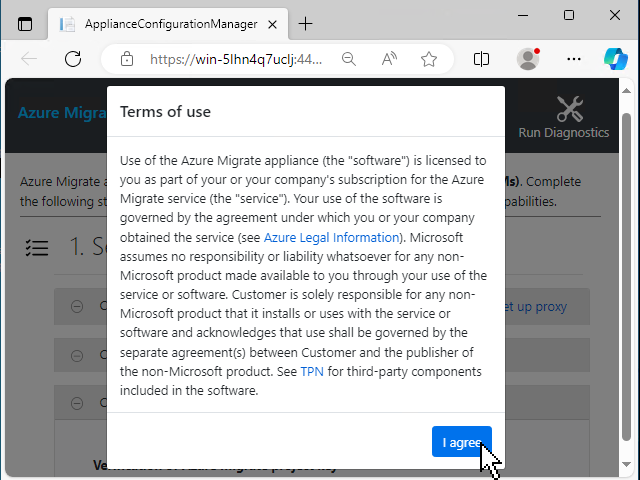 ApplianceConfigurationManager
https://win-5lhn4q7uclj:44...
Azure Migra
Run Diagnostics
Terms of use
Use of the Azure Migrate appliance (the "software") is licensed to
you as part of your or your company's subscription for the Azure
Migrate service (the "service"). Your use of the software is
governed by the agreement under which you or your company
obtained the service (see Azure Legal Information). Microsoft
assumes no responsibility or liability whatsoever for any non-
Microsoft product made available to you through your use of the
service or software. Customer is solely responsible for any non-
Microsoft product that it installs or uses with the service or
software and acknowledges that use shall be governed by the
separate agreement(s) between Customer and the publisher of
the non-Microsoft product. See TPN for third-party components
included in the software.
I agree
Azure Migrate a
Ms). Complete
the following st
pabilities.
1. S
C
et up proxy
C
C